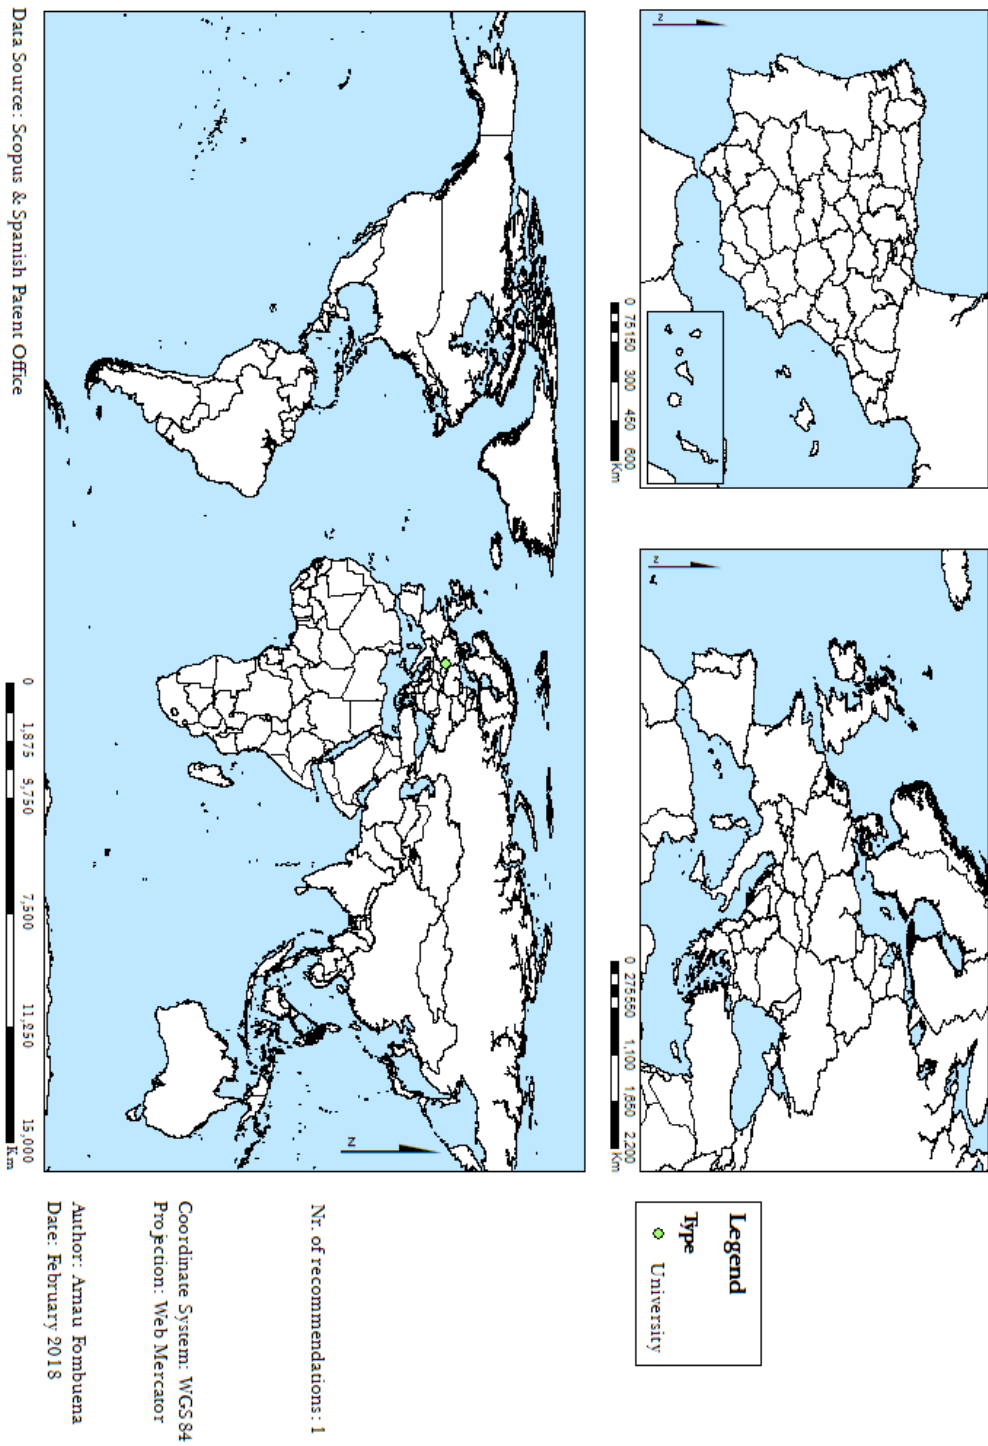 N
0 75 150 300 450 600
Km
N
0 275 550 1,100 1,650 2,200
Km
Legend
Type
University
N
0 1,875 3,750 7,500 11,250 15,000
Km
Nr. of recommendations: 1
Coordinate System: WGS 84
Projection: Web Mercator
Author: Arnau Fombuena
Date: February 2018
Data Source: Scopus & Spanish Patent Office